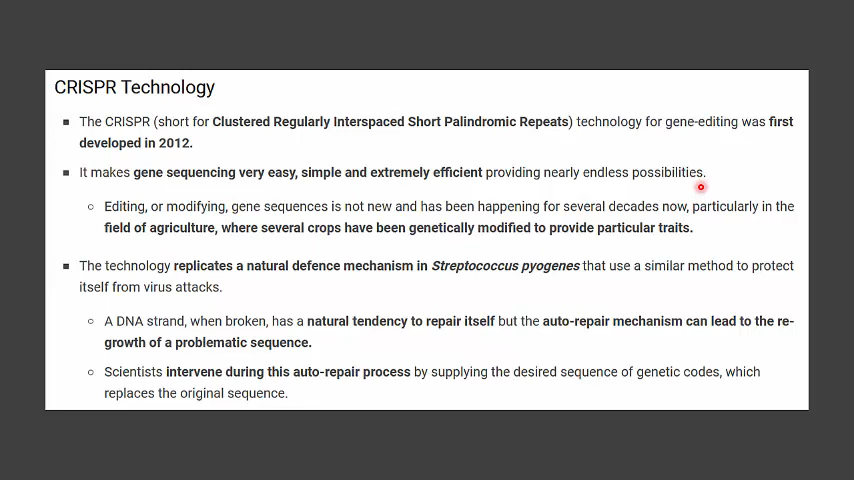 CRISPR Technology
The CRISPR (short for Clustered Regularly Interspaced Short Palindromic Repeats) technology for gene-editing was first
developed in 2012.
It makes gene sequencing very easy, simple and extremely efficient providing nearly endless possibilities.
Editing, or modifying, gene sequences is not new and has been happening for several decades now, particularly in the
field of agriculture, where several crops have been genetically modified to provide particular traits.
The technology replicates a natural defence mechanism in Streptococcus pyogenes that use a similar method to protect
itself from virus attacks.
A DNA strand, when broken, has a natural tendency to repair itself but the auto-repair mechanism can lead to the re-
growth of a problematic sequence.
Scientists intervene during this auto-repair process by supplying the desired sequence of genetic codes, which
replaces the original sequence.